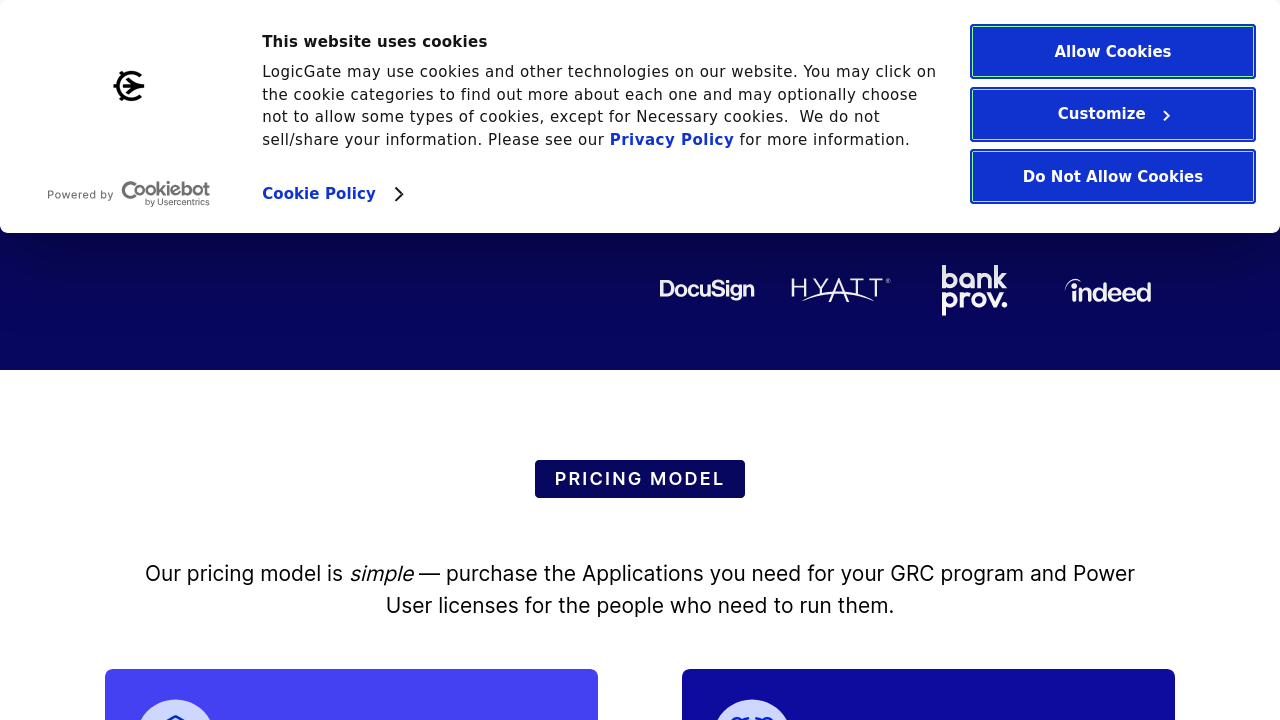 This website uses cookies
LogicGate may use cookies and other technologies on our website. You may click on
the cookie categories to find out more about each one and may optionally choose
not to allow some types of cookies, except for Necessary cookies.  We do not
sell/share your information. Please see our Privacy Policy for more information.
Cookie Policy
Powered by Cookiebot
by Usercentrics
Allow Cookies
Customize
Do Not Allow Cookies
DocuSign
HYATT®
bank
prov.
indeed
PRICING MODEL
Our pricing model is simple — purchase the Applications you need for your GRC program and Power
User licenses for the people who need to run them.